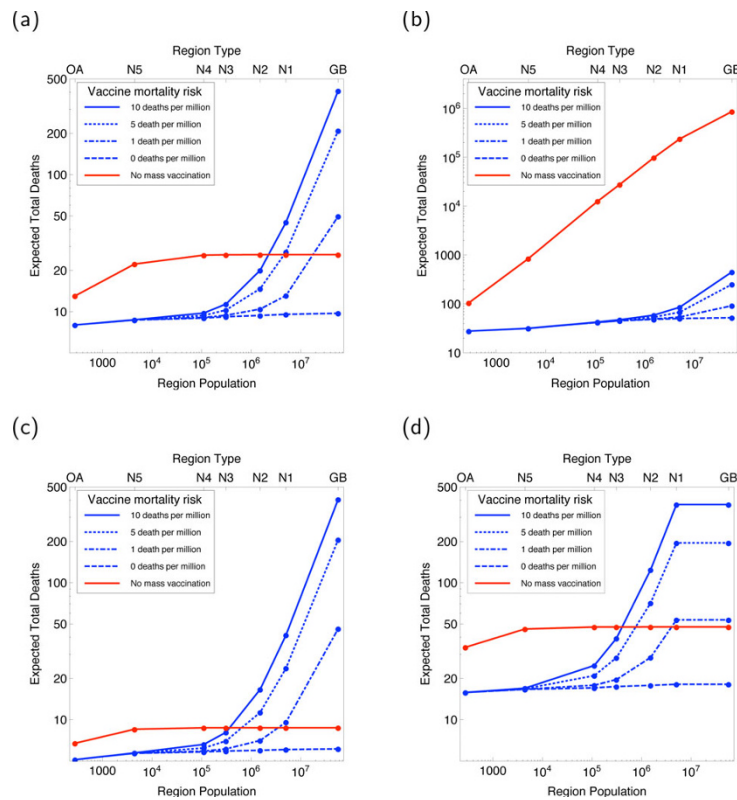 (a)
Region Type
OA N5 N4 N3 N2 N1 GB
500
200
100
50
20
10
Expected Total Deaths
Vaccine mortality risk
10 deaths per million
5 death per million
1 death per million
0 deaths per million
No mass vaccination
1000 10^4 10^5 10^6 10^7
Region Population
(b)
Region Type
OA N5 N4 N3 N2 N1 GB
10^6
10^5
10^4
1000
100
10
Expected Total Deaths
Vaccine mortality risk
10 deaths per million
5 death per million
1 death per million
0 deaths per million
No mass vaccination
1000 10^4 10^5 10^6 10^7
Region Population
(c)
Region Type
OA N5 N4 N3 N2 N1 GB
500
200
100
50
20
10
Expected Total Deaths
Vaccine mortality risk
10 deaths per million
5 death per million
1 death per million
0 deaths per million
No mass vaccination
1000 10^4 10^5 10^6 10^7
Region Population
(d)
Region Type
OA N5 N4 N3 N2 N1 GB
500
200
100
50
20
10
Expected Total Deaths
Vaccine mortality risk
10 deaths per million
5 death per million
1 death per million
0 deaths per million
No mass vaccination
1000 10^4 10^5 10^6 10^7
Region Population